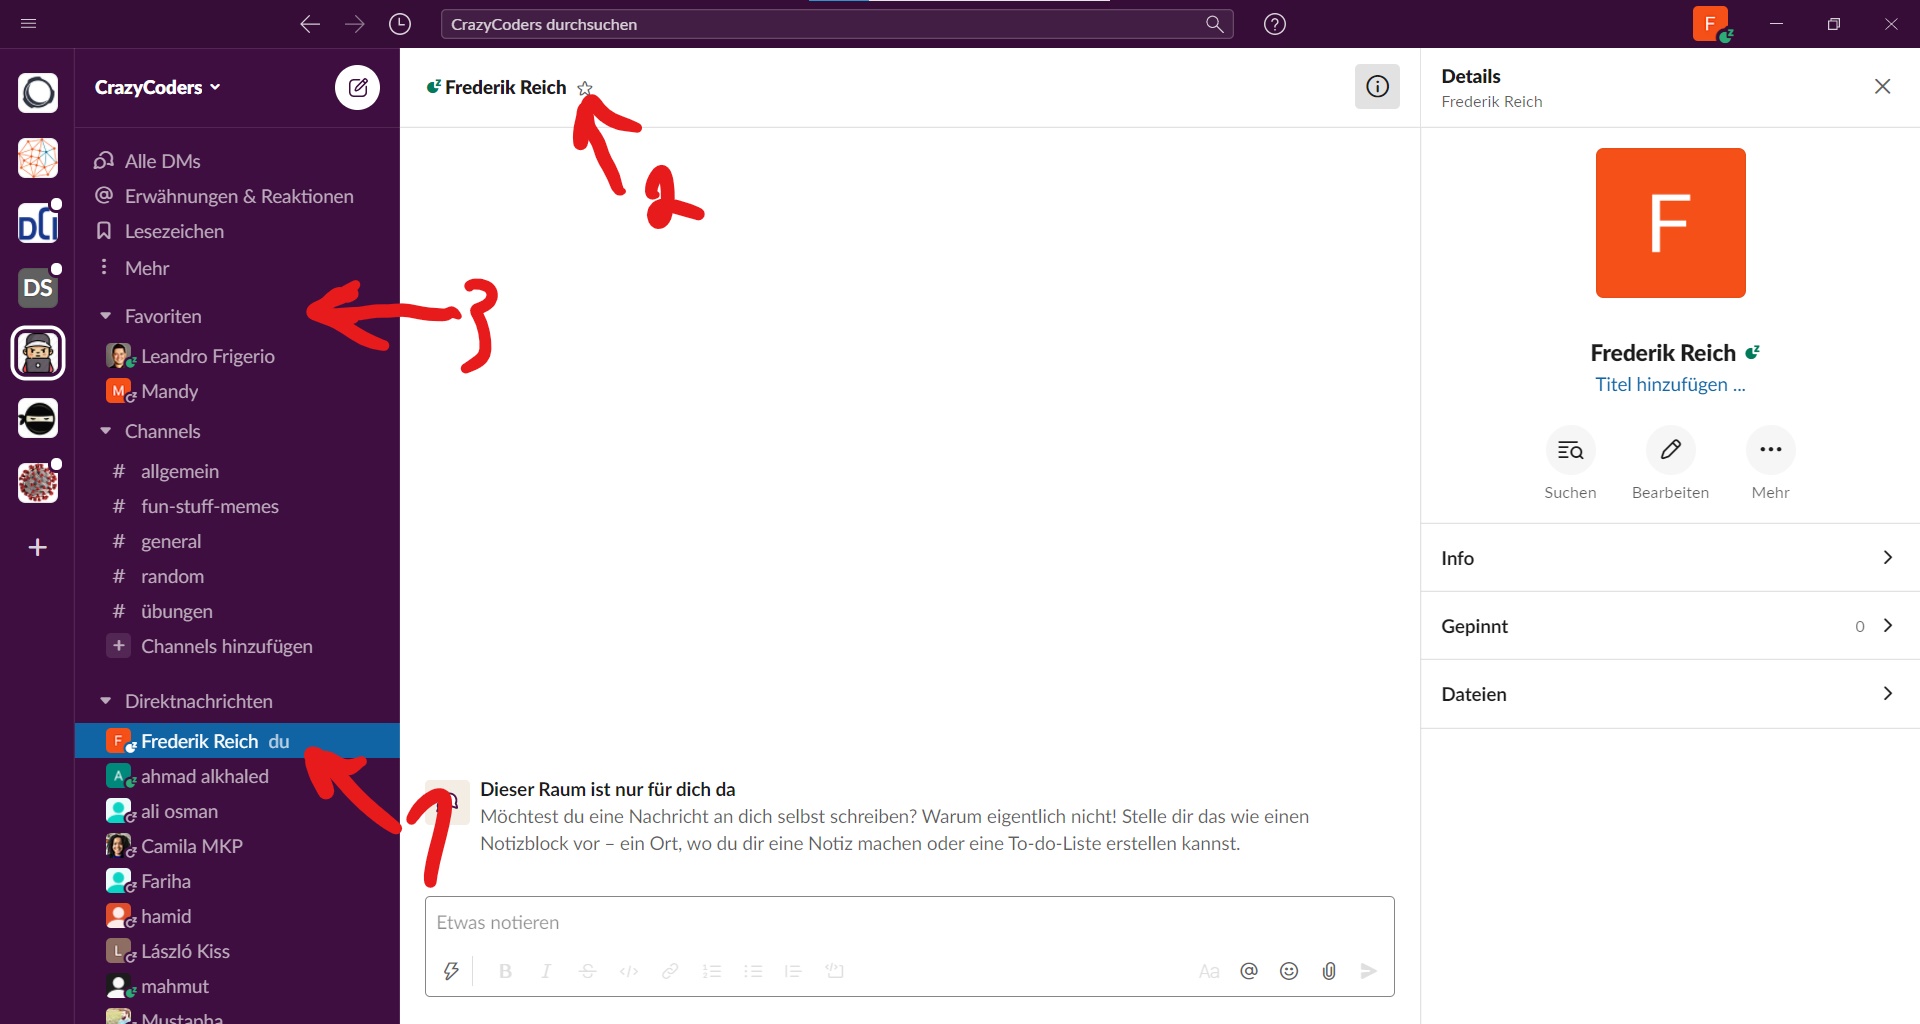 CrazyCoders durchsuchen
F
CrazyCoders
Frederik Reich
Details
Frederik Reich
2
Alle DMs
@ Erwähnungen & Reaktionen
Lesezeichen
Mehr
DCI
DS
3
Favoriten
Leandro Frigerio
M Mandy
Channels
# allgemein
# fun-stuff-memes
# general
# random
# übungen
+ Channels hinzufügen
Direktnachrichten
F Frederik Reich du
A ahmad alkhaled
ali osman
Camila MKP
Fariha
hamid
L László Kiss
mahmut
Mustapha
1
Dieser Raum ist nur für dich da
Möchtest du eine Nachricht an dich selbst schreiben? Warum eigentlich nicht! Stelle dir das wie einen
Notizblock vor – ein Ort, wo du dir eine Notiz machen oder eine To-do-Liste erstellen kannst.
Etwas notieren
B I S Aa @
F
Frederik Reich
Titel hinzufügen ...
Suchen Bearbeiten Mehr
Info
Gepinnt 0
Dateien